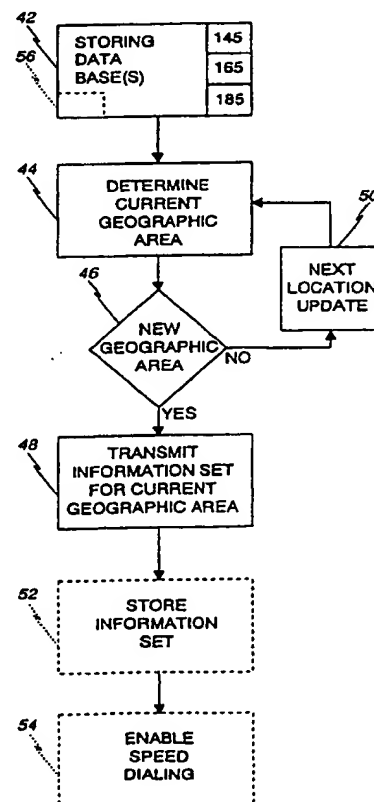 42
STORING
DATA
BASE(S)
145
165
185
56
44
DETERMINE
CURRENT
GEOGRAPHIC
AREA
50
NEXT
LOCATION
UPDATE
46
NEW
GEOGRAPHIC
AREA
NO
YES
48
TRANSMIT
INFORMATION SET
FOR CURRENT
GEOGRAPHIC AREA
52
STORE
INFORMATION
SET
54
ENABLE
SPEED
DIALING